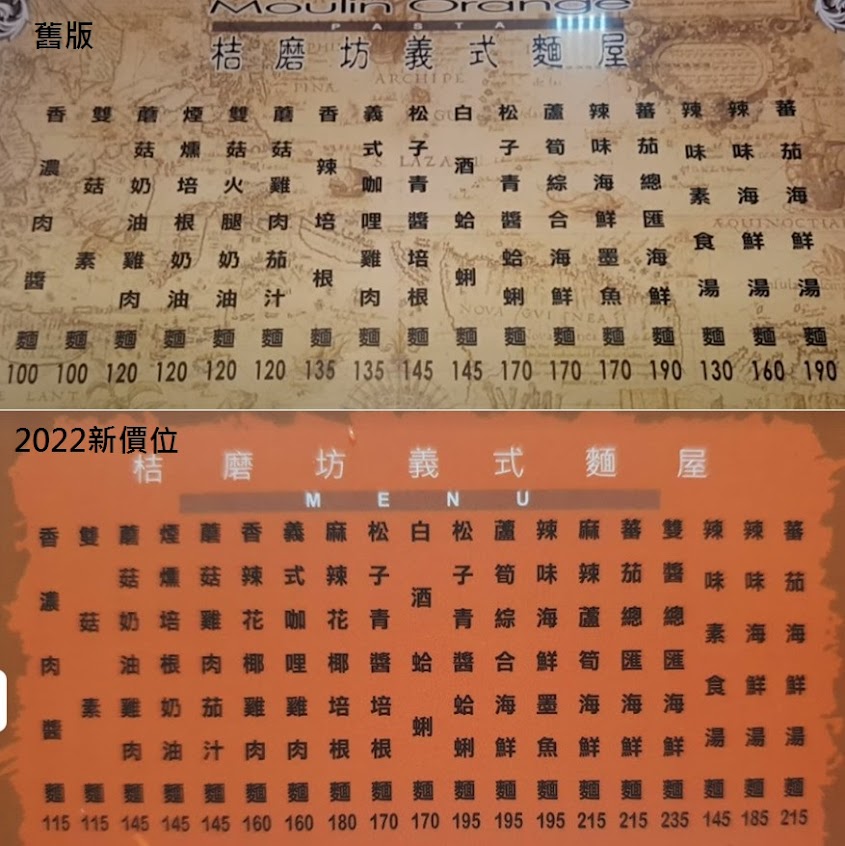 舊版
Moulin Orange
PASTA
桔磨坊義式麵屋
香濃肉醬麵 100
雙菇素麵 100
蘑菇奶油雞肉麵 120
煙燻培根奶油麵 120
雙菇火腿奶油麵 120
蘑菇雞肉茄汁麵 120
香辣培根麵 135
義式咖哩雞肉麵 135
松子青醬培根麵 145
白酒蛤蜊麵 145
松子青醬蛤蜊麵 170
蘆筍綜合海鮮麵 170
辣味海鮮墨魚麵 170
蕃茄總匯海鮮麵 190
辣味素食湯麵 130
辣味海鮮湯麵 160
蕃茄海鮮湯麵 190
2022新價位
桔磨坊義式麵屋
MENU
香濃肉醬麵 115
雙菇素麵 115
蘑菇奶油雞肉麵 145
煙燻培根奶油麵 145
蘑菇雞肉茄汁麵 145
香辣花椰雞肉麵 160
義式咖哩雞肉麵 160
麻辣花椰培根麵 180
松子青醬培根麵 170
白酒蛤蜊麵 170
松子青醬蛤蜊麵 195
蘆筍綜合海鮮麵 195
辣味海鮮墨魚麵 195
麻辣蘆筍海鮮麵 215
蕃茄總匯海鮮麵 215
雙醬總匯海鮮麵 235
辣味素食湯麵 145
辣味海鮮湯麵 185
蕃茄海鮮湯麵 215